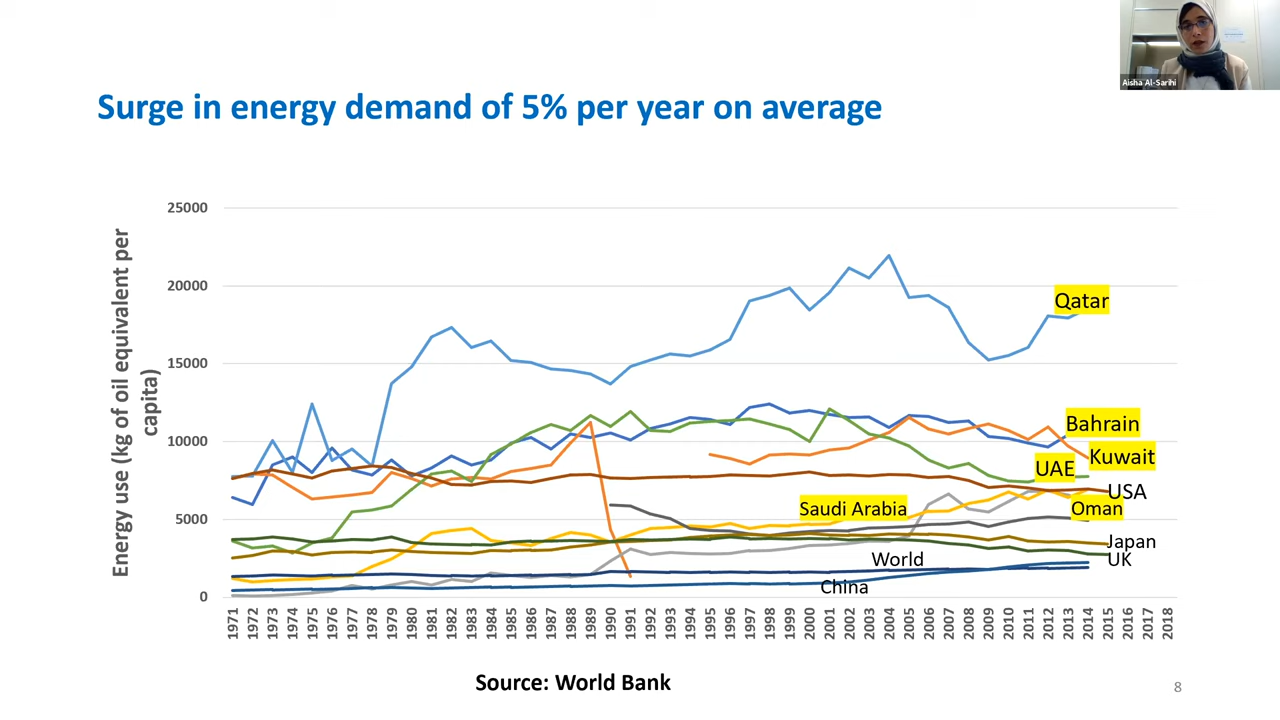 Aisha Al-Sarihi
Surge in energy demand of 5% per year on average
Energy use (kg of oil equivalent per
capita)
25000
20000
15000
10000
5000
0
Qatar
Bahrain
Kuwait
UAE
USA
Saudi Arabia
Oman
Japan
World
UK
China
1971 1972 1973 1974 1975 1976 1977 1978 1979 1980 1981 1982 1983 1984 1985 1986 1987 1988 1989 1990 1991 1992 1993 1994 1995 1996 1997 1998 1999 2000 2001 2002 2003 2004 2005 2006 2007 2008 2009 2010 2011 2012 2013 2014 2015 2016 2017 2018
Source: World Bank
8